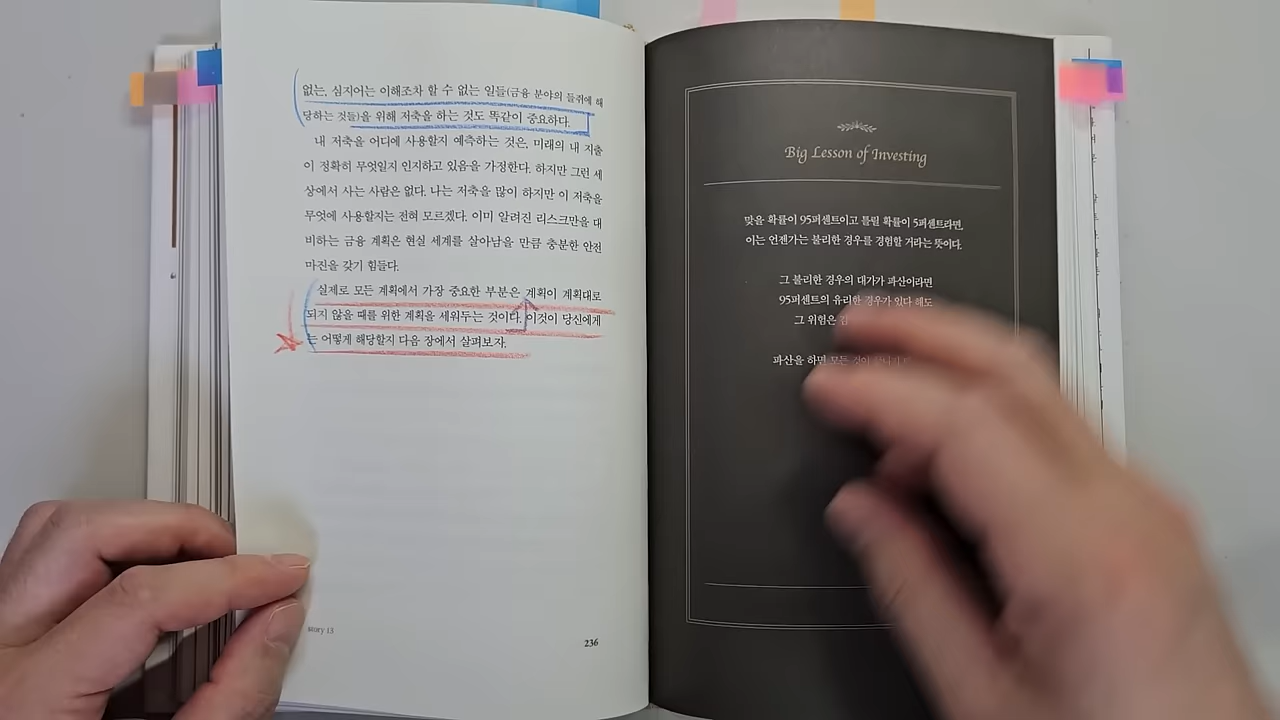 없는, 심지어는 이해조차 할 수 없는 일들(금융 분야의 들쥐에 해
당하는 것들)을 위해 저축을 하는 것도 똑같이 중요하다.
내 저축을 어디에 사용할지 예측하는 것은, 미래의 내 지출
이 정확히 무엇일지 인지하고 있음을 가정한다. 하지만 그런 세
상에서 사는 사람은 없다. 나는 저축을 많이 하지만 이 저축을
무엇에 사용할지는 전혀 모르겠다. 이미 알려진 리스크만을 대
비하는 금융 계획은 현실 세계를 살아남을 만큼 충분한 안전
마진을 갖기 힘들다.
실제로 모든 계획에서 가장 중요한 부분은 계획이 계획대로
되지 않을 때를 위한 계획을 세워두는 것이다. 이것이 당신에게
는 어떻게 해당할지 다음 장에서 살펴보자.
story 13
236
Big Lesson of Investing
맞을 확률이 95퍼센트이고 틀릴 확률이 5퍼센트라면,
이는 언젠가는 불리한 경우를 경험할 거라는 뜻이다.
그 불리한 경우의 대가가 파산이라면
95퍼센트의 유리한 경우가 있다 해도
그 위험은
파산을 하면 모든 것이